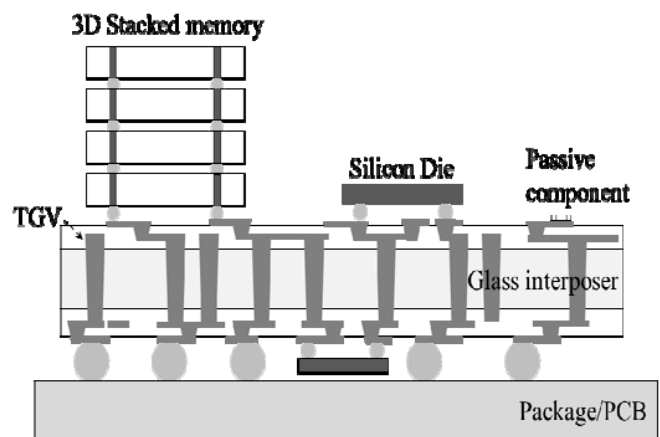 3D Stacked memory
Silicon Die
Passive
component
TGV
Glass interposer
Package/PCB